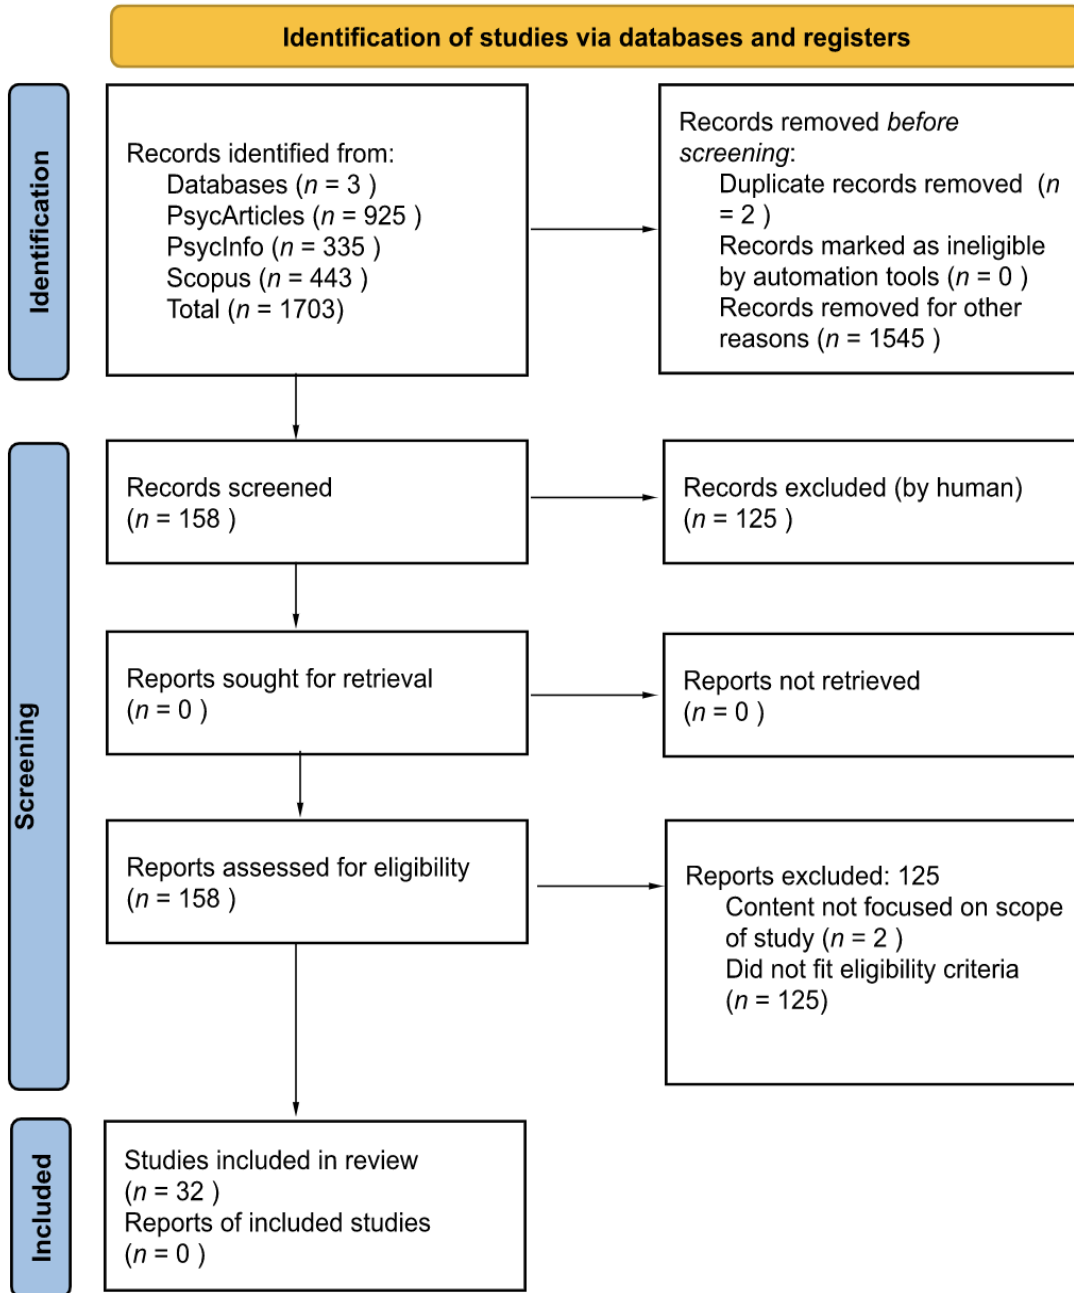 Identification of studies via databases and registers
Identification
Records identified from:
Databases (n = 3 )
PsycArticles (n = 925 )
PsycInfo (n = 335 )
Scopus (n = 443 )
Total (n = 1703)
Records removed before
screening:
Duplicate records removed (n
= 2 )
Records marked as ineligible
by automation tools (n = 0 )
Records removed for other
reasons (n = 1545 )
Screening
Records screened
(n = 158 )
Records excluded (by human)
(n = 125 )
Reports sought for retrieval
(n = 0 )
Reports not retrieved
(n = 0 )
Reports assessed for eligibility
(n = 158 )
Reports excluded: 125
Content not focused on scope
of study (n = 2 )
Did not fit eligibility criteria
(n = 125)
Included
Studies included in review
(n = 32 )
Reports of included studies
(n = 0 )